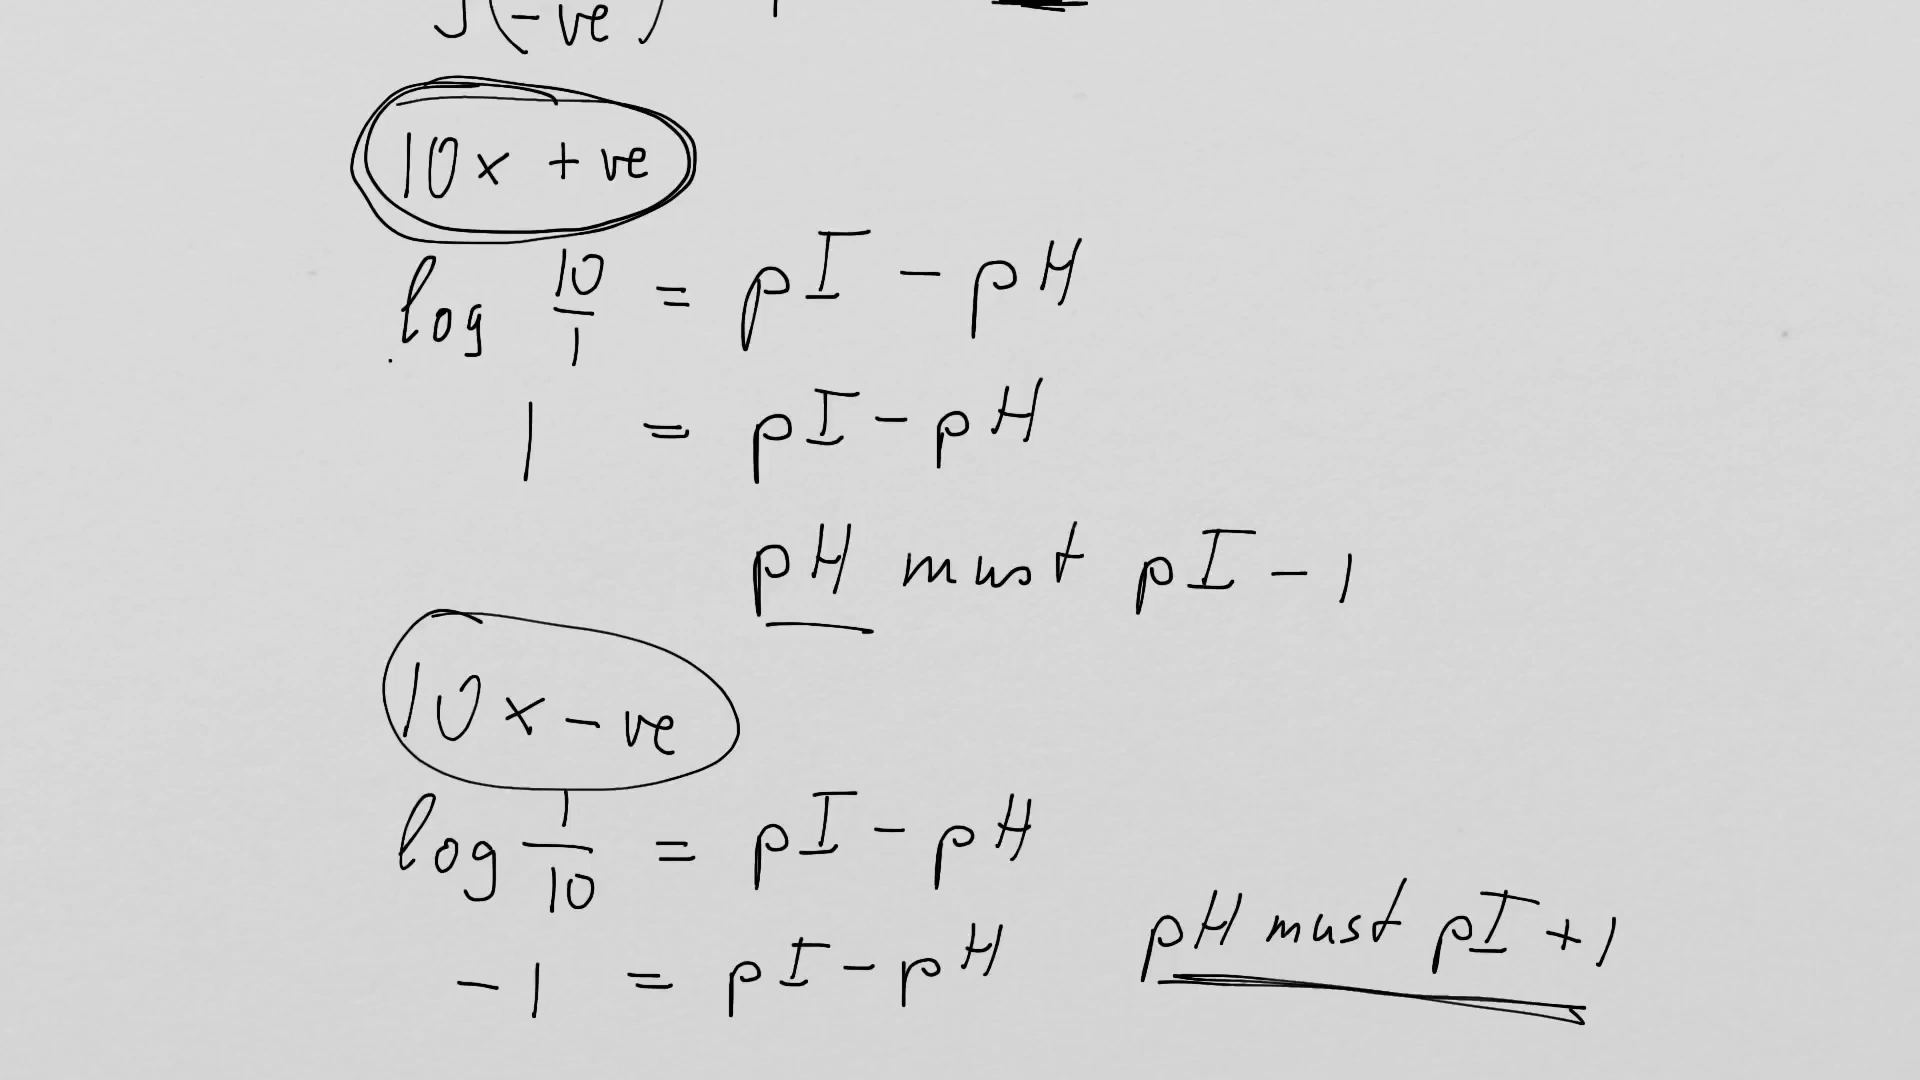 (-ve)
10x +ve
log 10/1 = pI - pH
1 = pI - pH
pH must pI - 1
10x -ve
log 1/10 = pI - pH
-1 = pI - pH
pH must pI + 1